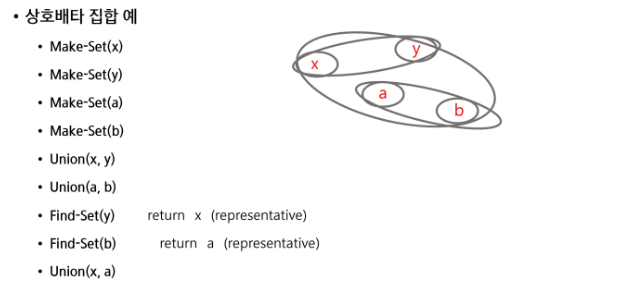 • 상호배타 집합 예
• Make-Set(x)
• Make-Set(y)
• Make-Set(a)
• Make-Set(b)
• Union(x, y)
• Union(a, b)
• Find-Set(y) return x (representative)
• Find-Set(b) return a (representative)
• Union(x, a)
x
y
a
b